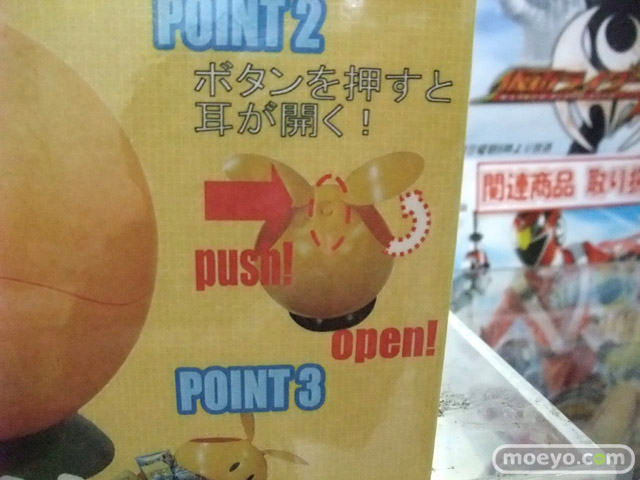 POINT 2
ボタンを押すと
耳が開く!
push!
open!
POINT 3
関連商品 取り
moeyo.com